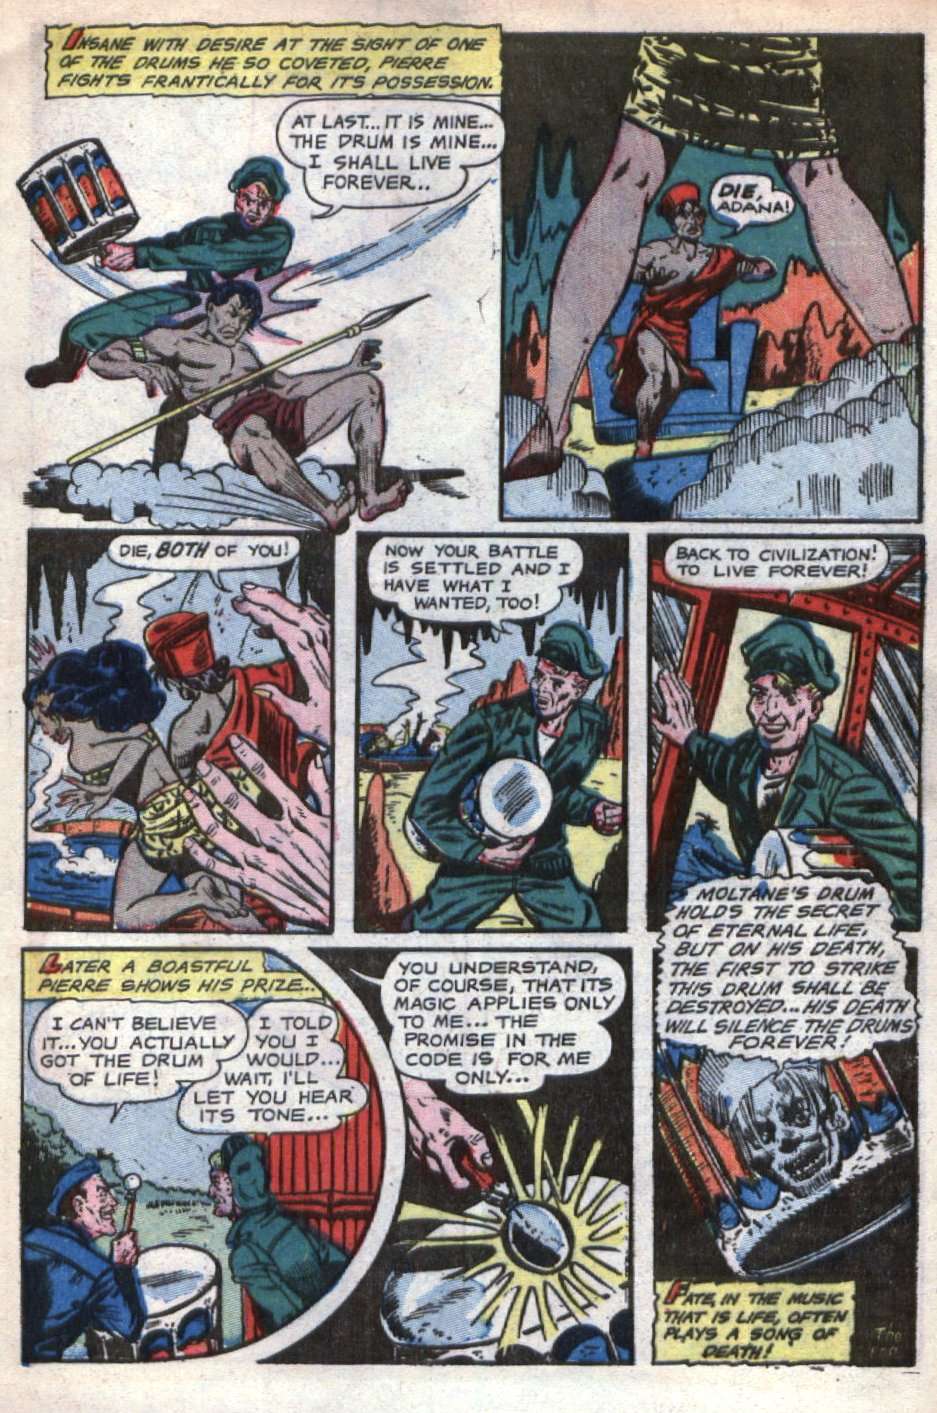 INSANE WITH DESIRE AT THE SIGHT OF ONE
OF THE DRUMS HE SO COVETED, PIERRE
FIGHTS FRANTICALLY FOR ITS POSSESSION.
AT LAST... IT IS MINE...
THE DRUM IS MINE...
I SHALL LIVE
FOREVER..
DIE,
ADANA!
DIE, BOTH OF YOU!
NOW YOUR BATTLE
IS SETTLED AND I
HAVE WHAT I
WANTED, TOO!
BACK TO CIVILIZATION!
TO LIVE FOREVER!
LATER A BOASTFUL
PIERRE SHOWS HIS PRIZE...
I CAN'T BELIEVE
IT...YOU ACTUALLY
GOT THE DRUM
OF LIFE!
I TOLD
YOU I
WOULD...
WAIT, I'LL
LET YOU HEAR
ITS TONE...
YOU UNDERSTAND,
OF COURSE, THAT ITS
MAGIC APPLIES ONLY
TO ME... THE
PROMISE IN THE
CODE IS FOR ME
ONLY...
MOLTANE'S DRUM
HOLDS THE SECRET
OF ETERNAL LIFE,
BUT ON HIS DEATH,
THE FIRST TO STRIKE
THIS DRUM SHALL BE
DESTROYED... HIS DEATH
WILL SILENCE THE DRUMS
FOREVER!
FATE, IN THE MUSIC
THAT IS LIFE, OFTEN
PLAYS A SONG OF
DEATH!
The
End